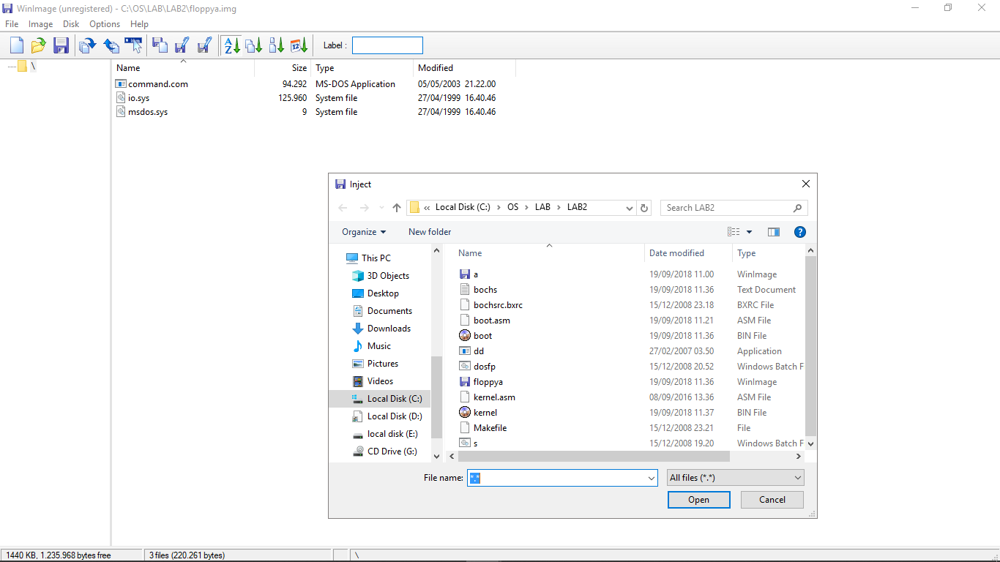 WinImage (unregistered) - C:\OS\LAB\LAB2\floppya.img
File Image Disk Options Help
Label :
\
Name Size Type Modified
command.com 94.292 MS-DOS Application 05/05/2003 21.22.00
io.sys 125.960 System file 27/04/1999 16.40.46
msdos.sys 9 System file 27/04/1999 16.40.46
Inject
« Local Disk (C:) › OS › LAB › LAB2
Search LAB2
Organize New folder
This PC
3D Objects
Desktop
Documents
Downloads
Music
Pictures
Videos
Local Disk (C:)
Local Disk (D:)
local disk (E:)
CD Drive (G:)
Name Date modified Type
a 19/09/2018 11.00 WinImage
bochs 19/09/2018 11.36 Text Document
bochsrc.bxrc 15/12/2008 23.18 BXRC File
boot.asm 19/09/2018 11.21 ASM File
boot 19/09/2018 11.36 BIN File
dd 27/02/2007 03.50 Application
dosfp 15/12/2008 20.52 Windows Batch F
floppya 19/09/2018 11.36 WinImage
kernel.asm 08/09/2016 13.36 ASM File
kernel 19/09/2018 11.37 BIN File
Makefile 15/12/2008 23.21 File
s 15/12/2008 19.20 Windows Batch F
File name: *.* All files (*.*)
Open Cancel
1440 KB, 1.235.968 bytes free 3 files (220.261 bytes) \